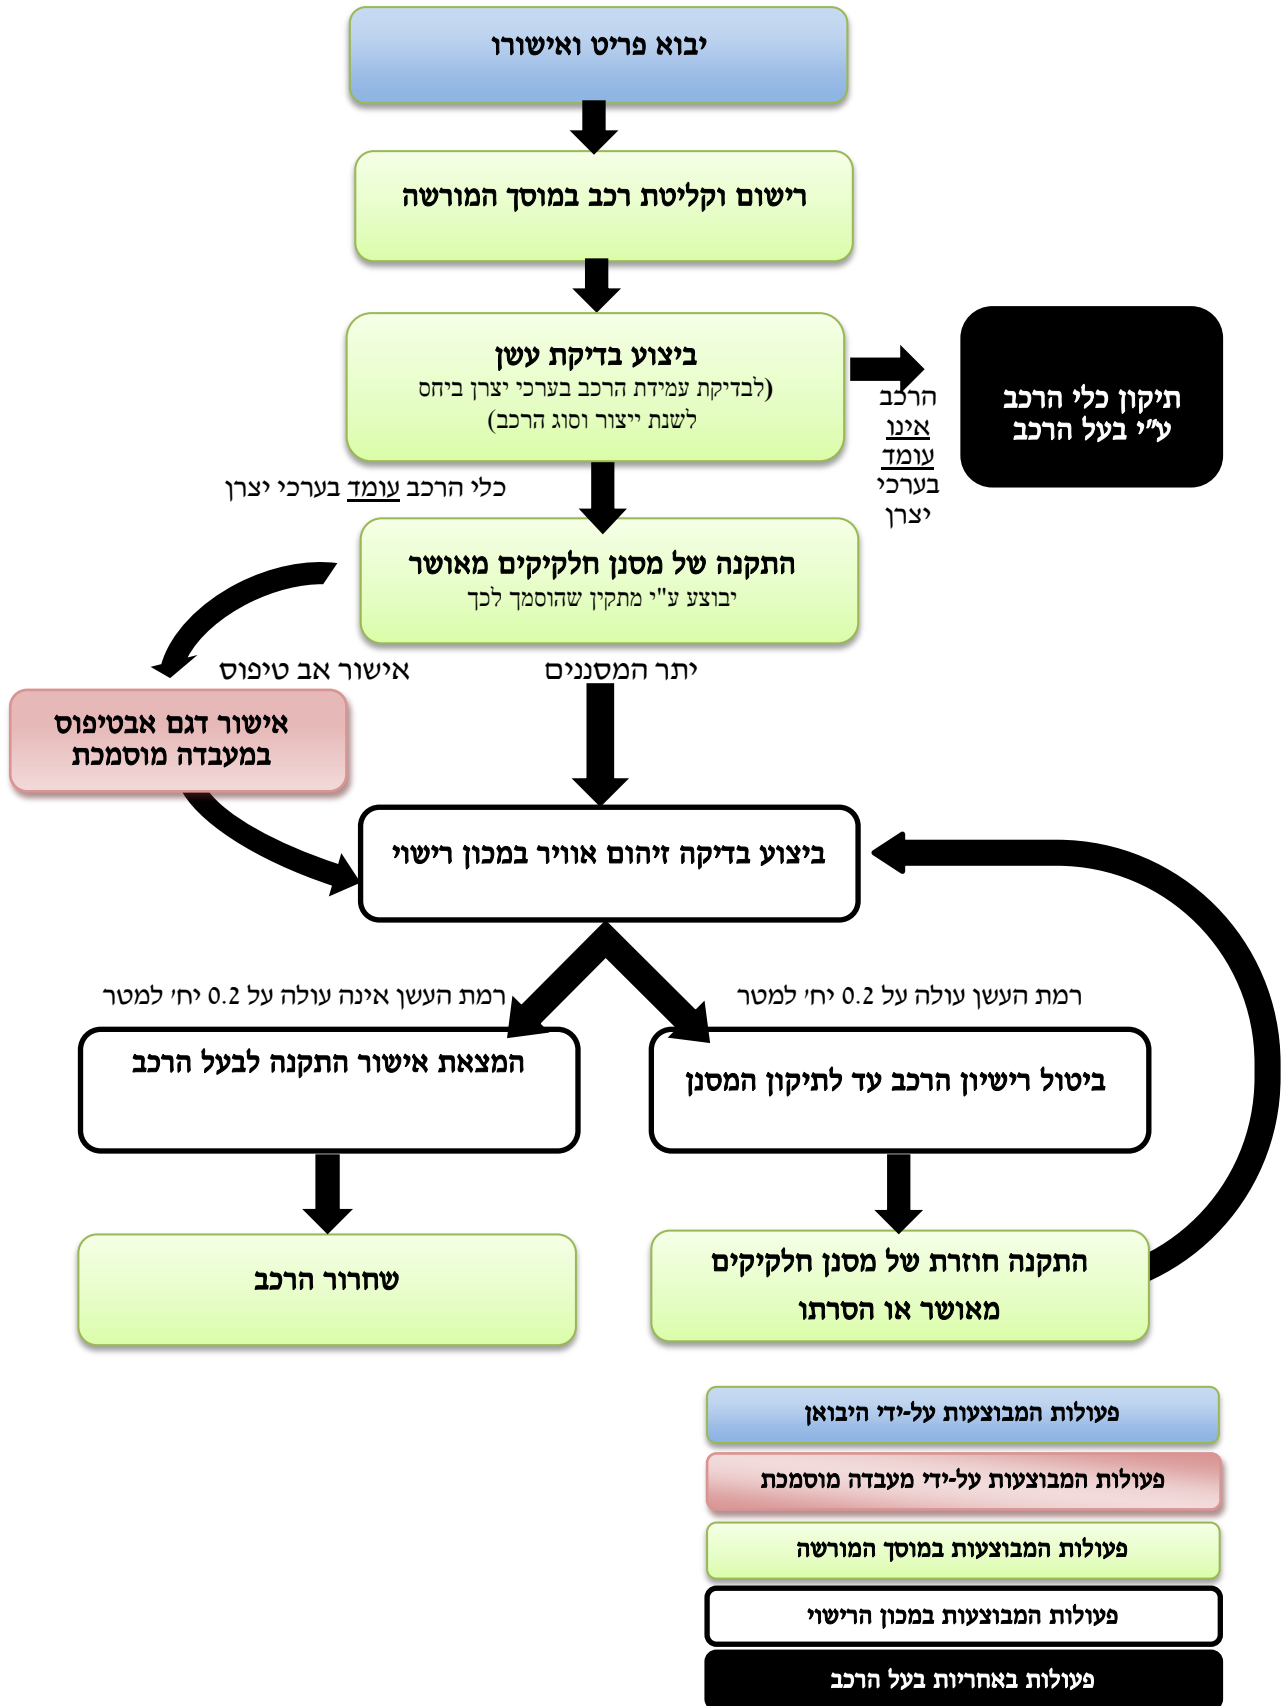 יבוא פריט ואישורו
רישום וקליטת רכב במוסך המורשה
ביצוע בדיקת עשן
(לבדיקת עמידת הרכב בערכי יצרן ביחס
לשנת ייצור וסוג הרכב)
הרכב
אינו
עומד
בערכי
יצרן
תיקון כלי הרכב
ע״י בעל הרכב
כלי הרכב עומד בערכי יצרן
התקנה של מסנן חלקיקים מאושר
יבוצע ע"י מתקין שהוסמך לכך
יתר המסננים
אישור אב טיפוס
אישור דגם אבטיפוס
במעבדה מוסמכת
ביצוע בדיקה זיהום אוויר במכון רישוי
רמת העשן עולה על 0.2 יח׳ למטר
רמת העשן אינה עולה על 0.2 יח׳ למטר
ביטול רישיון הרכב עד לתיקון המסנן
המצאת אישור התקנה לבעל הרכב
התקנה חוזרת של מסנן חלקיקים
מאושר או הסרתו
שחרור הרכב
פעולות המבוצעות על-ידי היבואן
פעולות המבוצעות על-ידי מעבדה מוסמכת
פעולות המבוצעות במוסך המורשה
פעולות המבוצעות במכון הרישוי
פעולות באחריות בעל הרכב